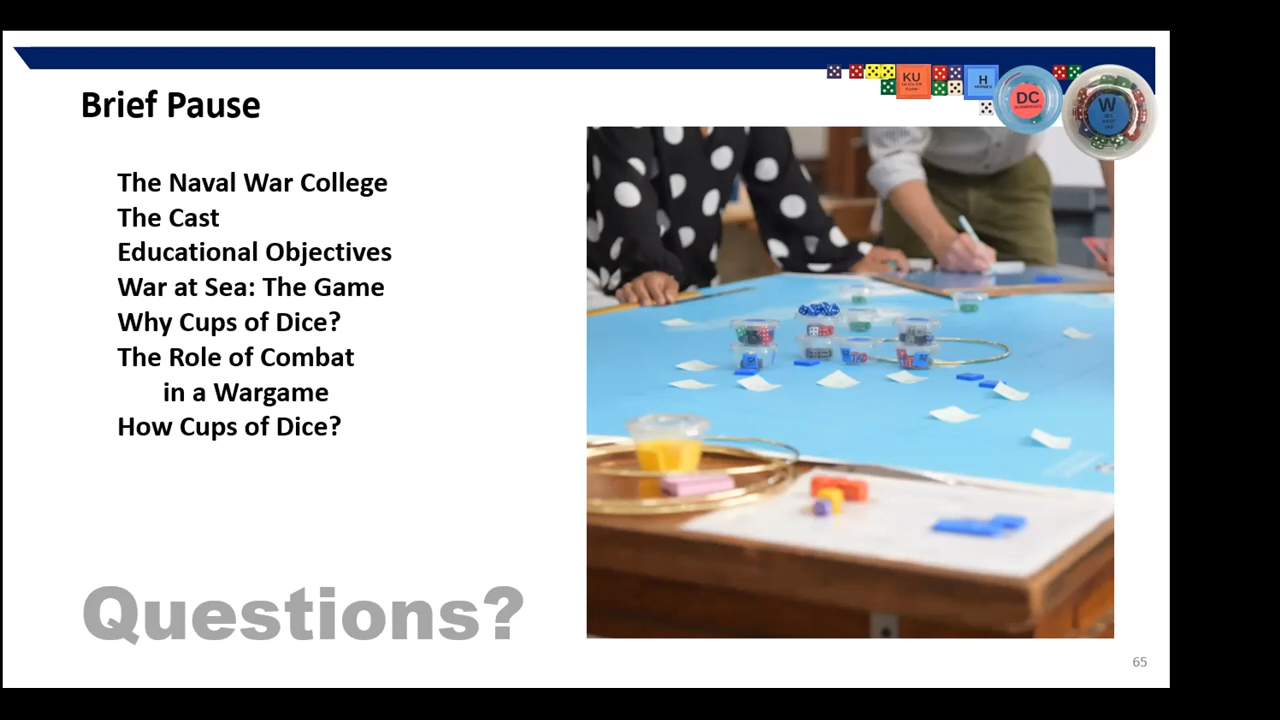 KU
H
DC
W
Brief Pause
The Naval War College
The Cast
Educational Objectives
War at Sea: The Game
Why Cups of Dice?
The Role of Combat
in a Wargame
How Cups of Dice?
Questions?
65